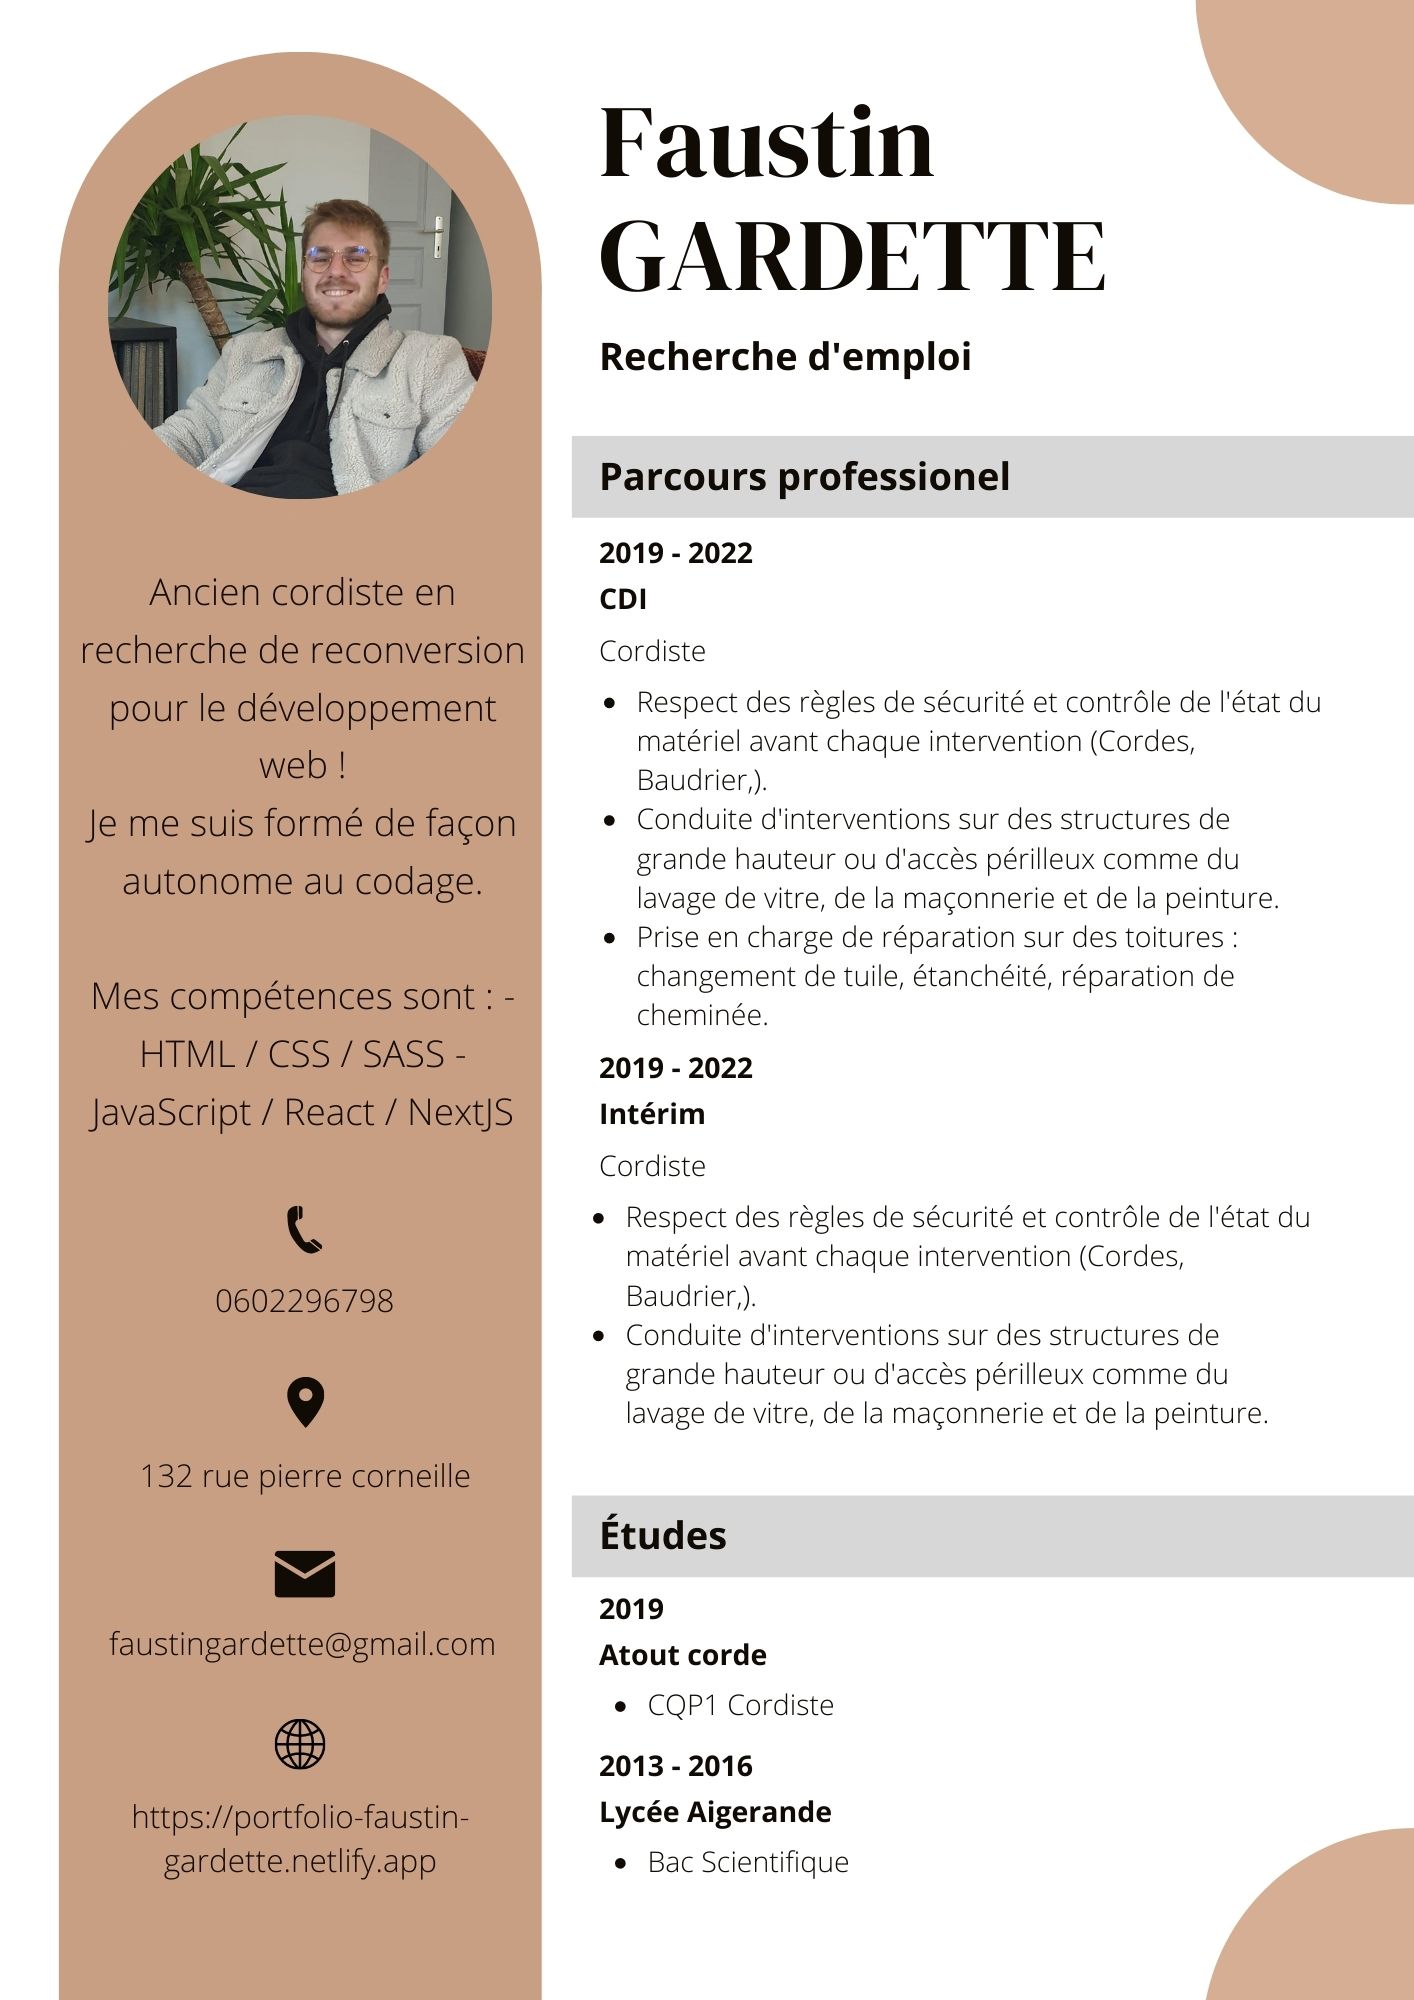 Faustin
GARDETTE
Recherche d'emploi
Ancien cordiste en
recherche de reconversion
pour le développement
web !
Je me suis formé de façon
autonome au codage.
Mes compétences sont : -
HTML / CSS / SASS -
JavaScript / React / NextJS
0602296798
132 rue pierre corneille
faustingardette@gmail.com
https://portfolio-faustin-
gardette.netlify.app
Parcours professionel
2019 - 2022
CDI
Cordiste
• Respect des règles de sécurité et contrôle de l'état du
matériel avant chaque intervention (Cordes,
Baudrier,).
• Conduite d'interventions sur des structures de
grande hauteur ou d'accès périlleux comme du
lavage de vitre, de la maçonnerie et de la peinture.
• Prise en charge de réparation sur des toitures :
changement de tuile, étanchéité, réparation de
cheminée.
2019 - 2022
Intérim
Cordiste
• Respect des règles de sécurité et contrôle de l'état du
matériel avant chaque intervention (Cordes,
Baudrier,).
• Conduite d'interventions sur des structures de
grande hauteur ou d'accès périlleux comme du
lavage de vitre, de la maçonnerie et de la peinture.
Études
2019
Atout corde
• CQP1 Cordiste
2013 - 2016
Lycée Aigerande
• Bac Scientifique